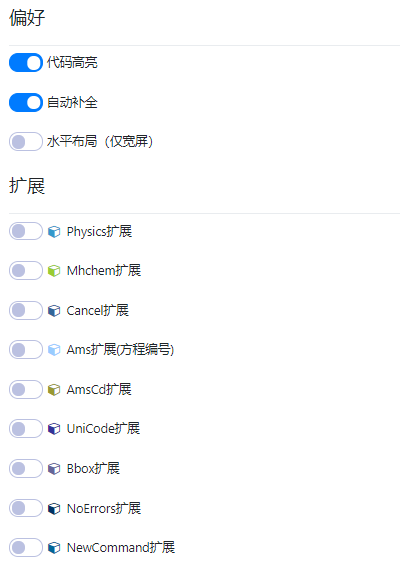 偏好
代码高亮
自动补全
水平布局（仅宽屏）
扩展
Physics扩展
Mhchem扩展
Cancel扩展
Ams扩展(方程编号)
AmsCd扩展
UniCode扩展
Bbox扩展
NoErrors扩展
NewCommand扩展